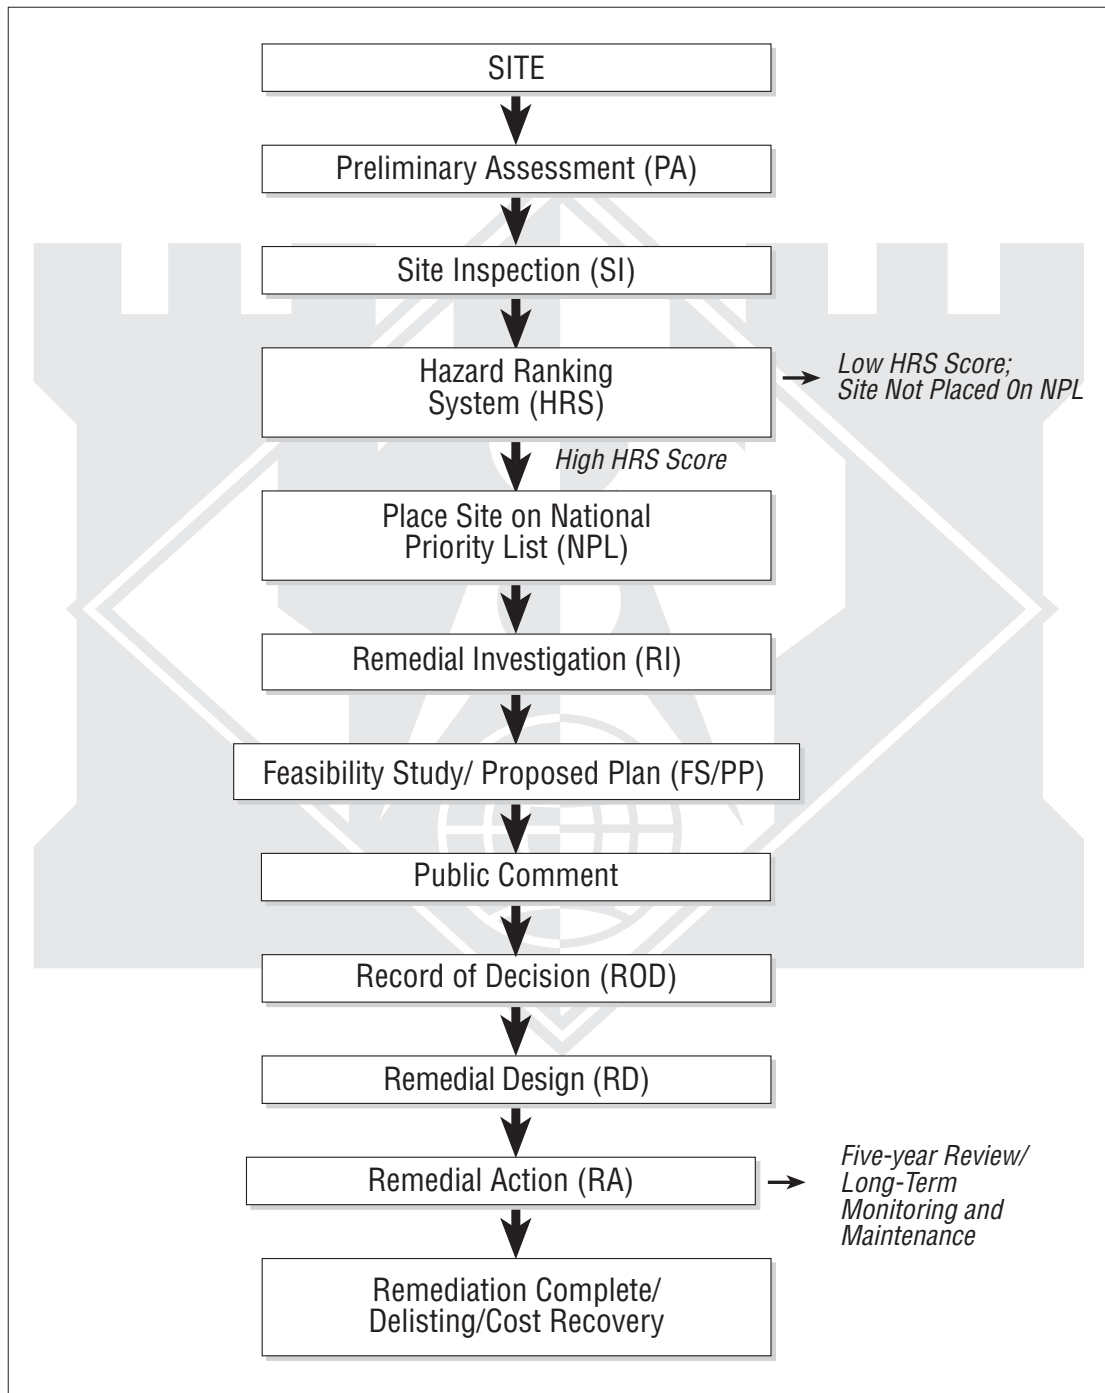 SITE
Preliminary Assessment (PA)
Site Inspection (SI)
Hazard Ranking
System (HRS)
Low HRS Score;
Site Not Placed On NPL
High HRS Score
Place Site on National
Priority List (NPL)
Remedial Investigation (RI)
Feasibility Study/ Proposed Plan (FS/PP)
Public Comment
Record of Decision (ROD)
Remedial Design (RD)
Remedial Action (RA)
Five-year Review/
Long-Term
Monitoring and
Maintenance
Remediation Complete/
Delisting/Cost Recovery